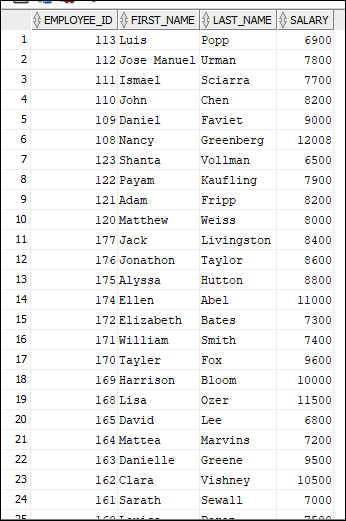 EMPLOYEE_ID FIRST_NAME LAST_NAME SALARY
1 113 Luis Popp 6900
2 112 Jose Manuel Urman 7800
3 111 Ismael Sciarra 7700
4 110 John Chen 8200
5 109 Daniel Faviet 9000
6 108 Nancy Greenberg 12008
7 123 Shanta Vollman 6500
8 122 Payam Kaufling 7900
9 121 Adam Fripp 8200
10 120 Matthew Weiss 8000
11 177 Jack Livingston 8400
12 176 Jonathon Taylor 8600
13 175 Alyssa Hutton 8800
14 174 Ellen Abel 11000
15 172 Elizabeth Bates 7300
16 171 William Smith 7400
17 170 Tayler Fox 9600
18 169 Harrison Bloom 10000
19 168 Lisa Ozer 11500
20 165 David Lee 6800
21 164 Mattea Marvins 7200
22 163 Danielle Greene 9500
23 162 Clara Vishney 10500
24 161 Sarath Sewall 7000